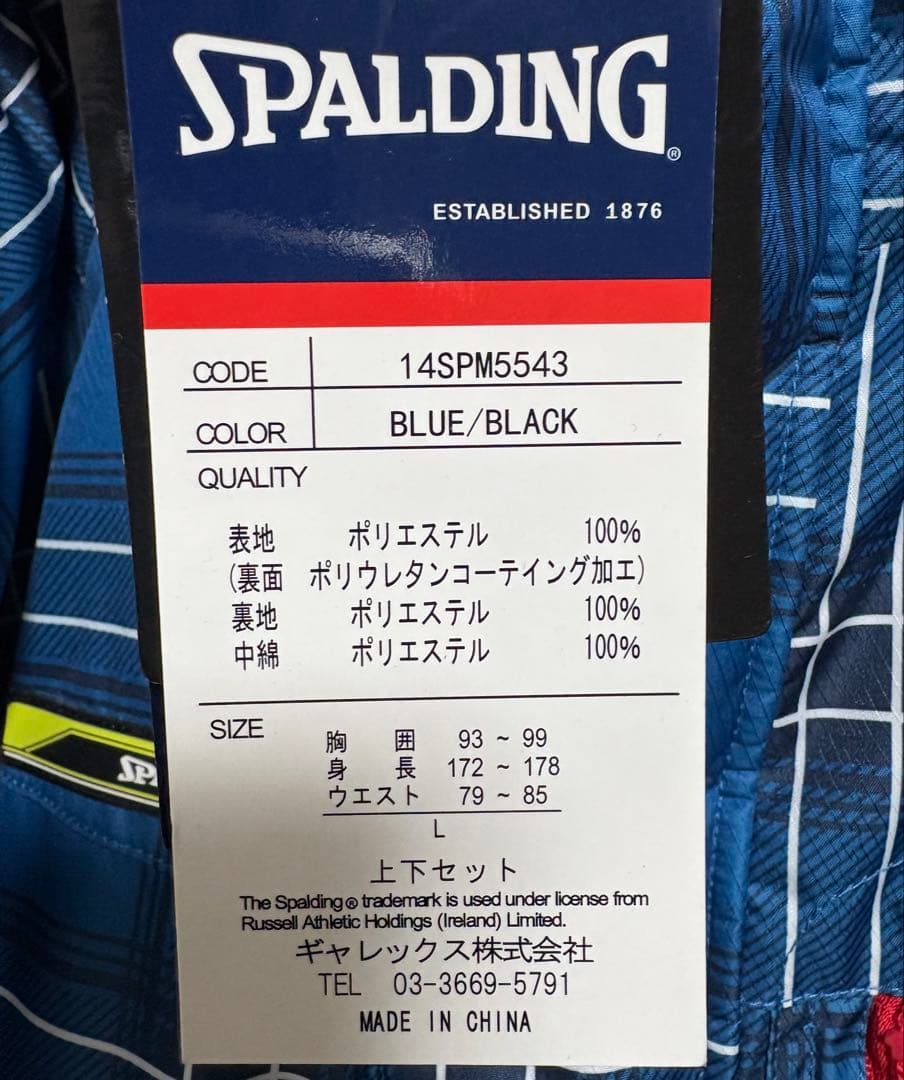 SPALDING®
ESTABLISHED 1876
CODE 14SPM5543
COLOR BLUE/BLACK
QUALITY
表地 ポリエステル 100%
(裏面 ポリウレタンコーテイング加工)
裏地 ポリエステル 100%
中綿 ポリエステル 100%
SIZE
胸囲 93 ~ 99
身長 172 ~ 178
ウエスト 79 ~ 85
L
上下セット
The Spalding® trademark is used under license from
Russell Athletic Holdings (Ireland) Limited.
ギャレックス株式会社
TEL 03-3669-5791
MADE IN CHINA